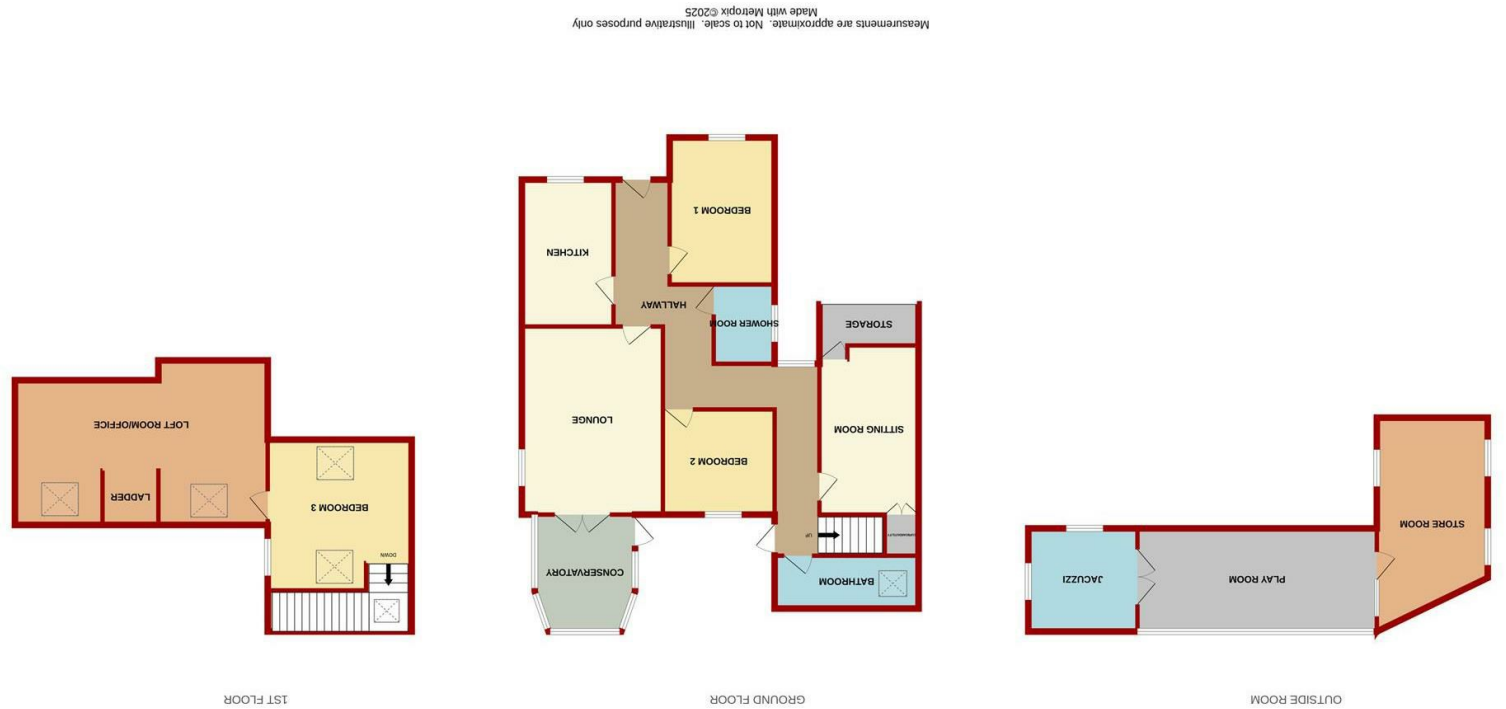 OUTSIDE ROOM
GROUND FLOOR
1ST FLOOR
STORE ROOM
PLAY ROOM
JACUZZI
BATHROOM
UP
SITTING ROOM
STORAGE
CONSERVATORY
BEDROOM 2
LOUNGE
SHOWER ROOM
HALLWAY
KITCHEN
BEDROOM 1
DOWN
BEDROOM 3
LADDER
LOFT ROOM/OFFICE
Measurements are approximate. Not to scale. Illustrative purposes only
Made with Metropix ©2025